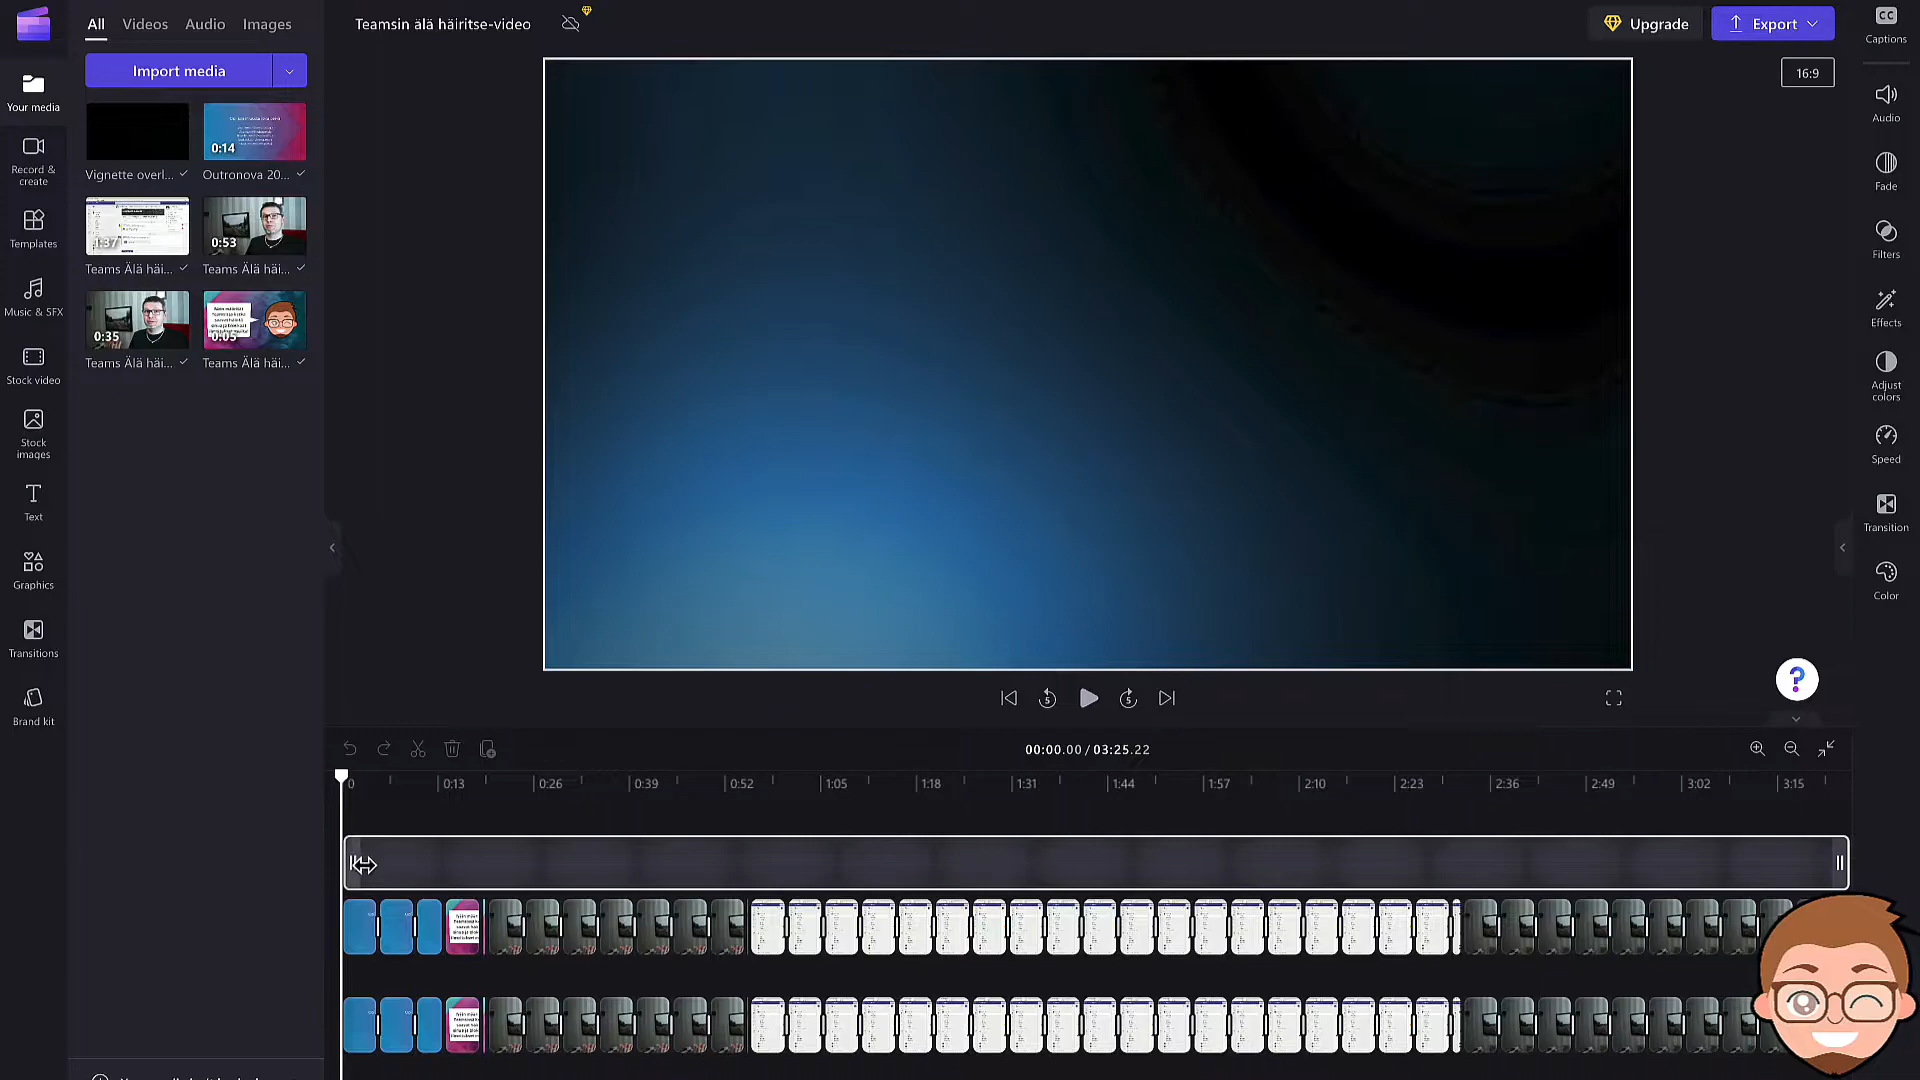 All
Videos
Audio
Images
Teamsin älä häiritse-video
Upgrade
Export
CC
Captions
Import media
16:9
Your media
Vignette overl...
0:14
Outronova 20...
Audio
Record &
create
Fade
Templates
1:37
Teams Älä häi...
0:53
Teams Älä häi...
Filters
Music & SFX
0:35
Teams Älä häi...
0:05
Teams Älä häi...
Effects
Stock video
Adjust
colors
Stock
images
Speed
Text
Transition
Graphics
Color
Transitions
5
5
?
Brand kit
00:00.00 / 03:25.22
0
0:13
0:26
0:39
0:52
1:05
1:18
1:31
1:44
1:57
2:10
2:23
2:36
2:49
3:02
3:15